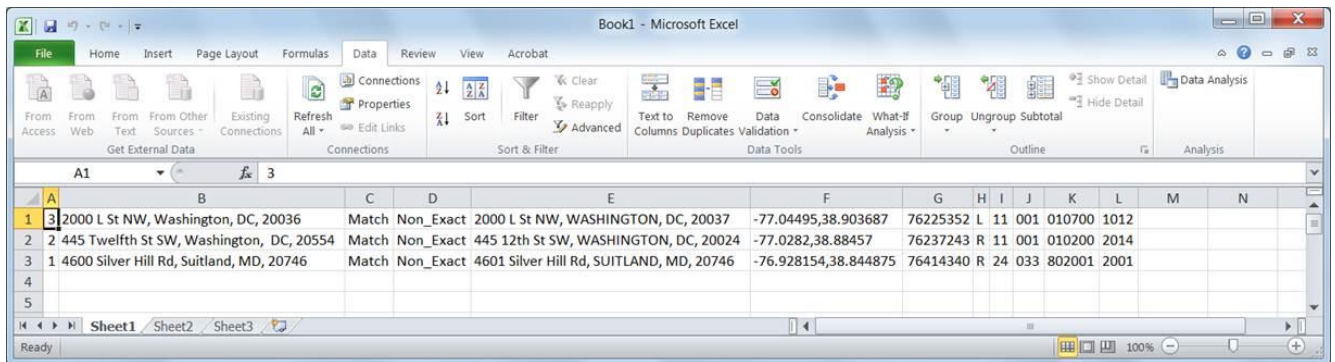 Book1 - Microsoft Excel
File Home Insert Page Layout Formulas Data Review View Acrobat
From Access From Web From Text From Other Sources Existing Connections Refresh All Connections Properties Edit Links Sort Filter Clear Reapply Advanced Text to Columns Remove Duplicates Data Validation Consolidate What-If Analysis Group Ungroup Subtotal Show Detail Hide Detail Data Analysis
Get External Data Connections Sort & Filter Data Tools Outline Analysis
A1 fx 3
A B C D E F G H I J K L M N
1 3 2000 L St NW, Washington, DC, 20036 Match Non_Exact 2000 L St NW, WASHINGTON, DC, 20037 -77.04495,38.903687 76225352 L 11 001 010700 1012
2 2 445 Twelfth St SW, Washington, DC, 20554 Match Non_Exact 445 12th St SW, WASHINGTON, DC, 20024 -77.0282,38.88457 76237243 R 11 001 010200 2014
3 1 4600 Silver Hill Rd, Suitland, MD, 20746 Match Non_Exact 4601 Silver Hill Rd, SUITLAND, MD, 20746 -76.928154,38.844875 76414340 R 24 033 802001 2001
4
5
Sheet1 Sheet2 Sheet3
Ready 100%